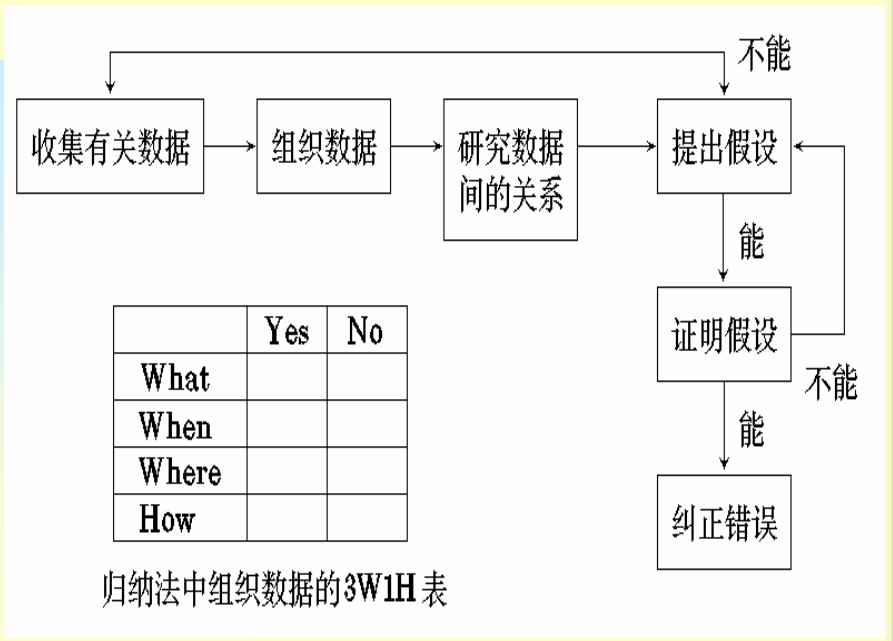 不能
收集有关数据
组织数据
研究数据
间的关系
提出假设
能
证明假设
不能
能
纠正错误
Yes No
What
When
Where
How
归纳法中组织数据的3W1H表